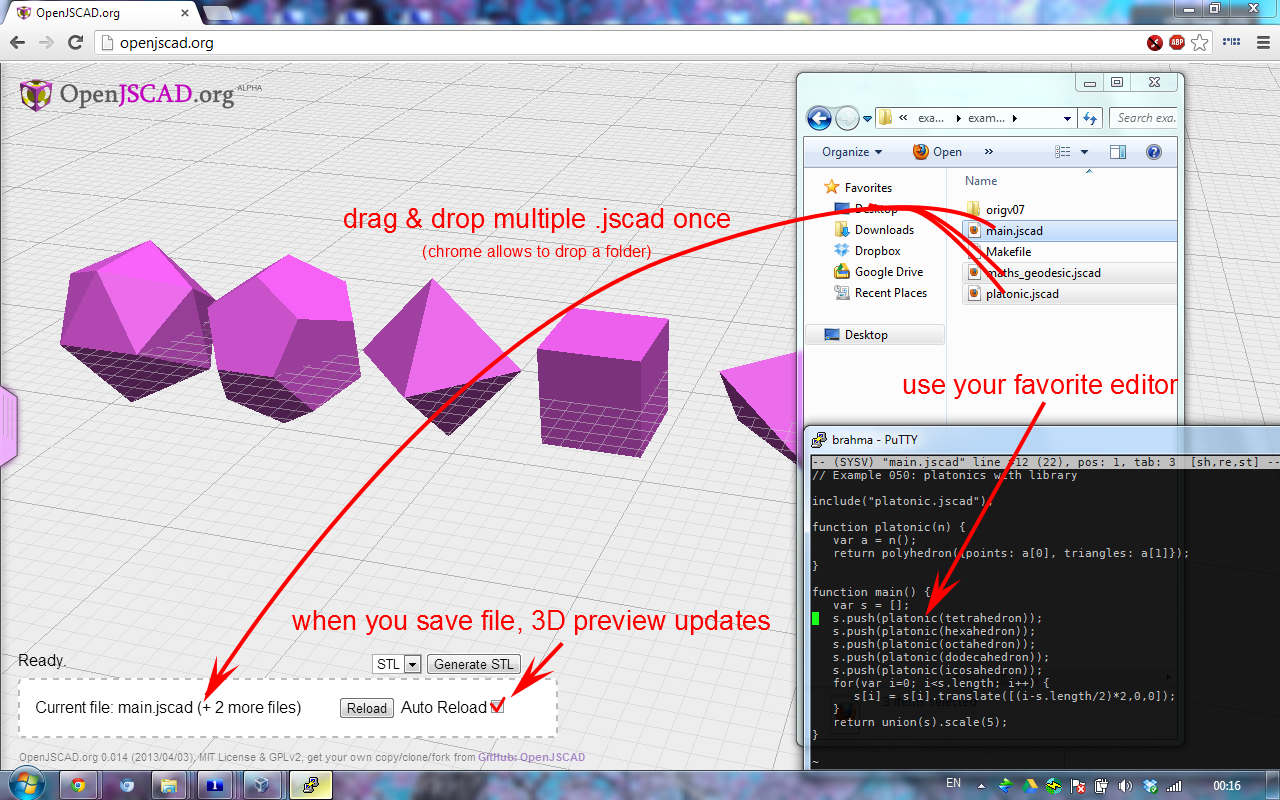 OpenJSCAD.org
openjscad.org
ABP
OpenJSCAD.org ALPHA
exa... exam... Search exa.
Organize Open »
Name
Favorites
Desktop
Downloads
Dropbox
Google Drive
Recent Places
Desktop
origv07
main.jscad
Makefile
maths_geodesic.jscad
platonic.jscad
drag & drop multiple .jscad once
(chrome allows to drop a folder)
use your favorite editor
brahma - PuTTY
-- (SYSV) "main.jscad" line #12 (22), pos: 1, tab: 3 [sh,re,st] --
// Example 050: platonics with library
include("platonic.jscad");
function platonic(n) {
var a = n();
return polyhedron({points: a[0], triangles: a[1]});
}
function main() {
var s = [];
s.push(platonic(tetrahedron));
s.push(platonic(hexahedron));
s.push(platonic(octahedron));
s.push(platonic(dodecahedron));
s.push(platonic(icosahedron));
for(var i=0; i<s.length; i++) {
s[i] = s[i].translate([(i-s.length/2)*2,0,0]);
}
return union(s).scale(5);
}
~
3 items selected
when you save file, 3D preview updates
Ready.
STL Generate STL
Current file: main.jscad (+ 2 more files) Reload Auto Reload
OpenJSCAD.org 0.014 (2013/04/03), MIT License & GPLv2, get your own copy/clone/fork from GitHub: OpenJSCAD
EN 00:16